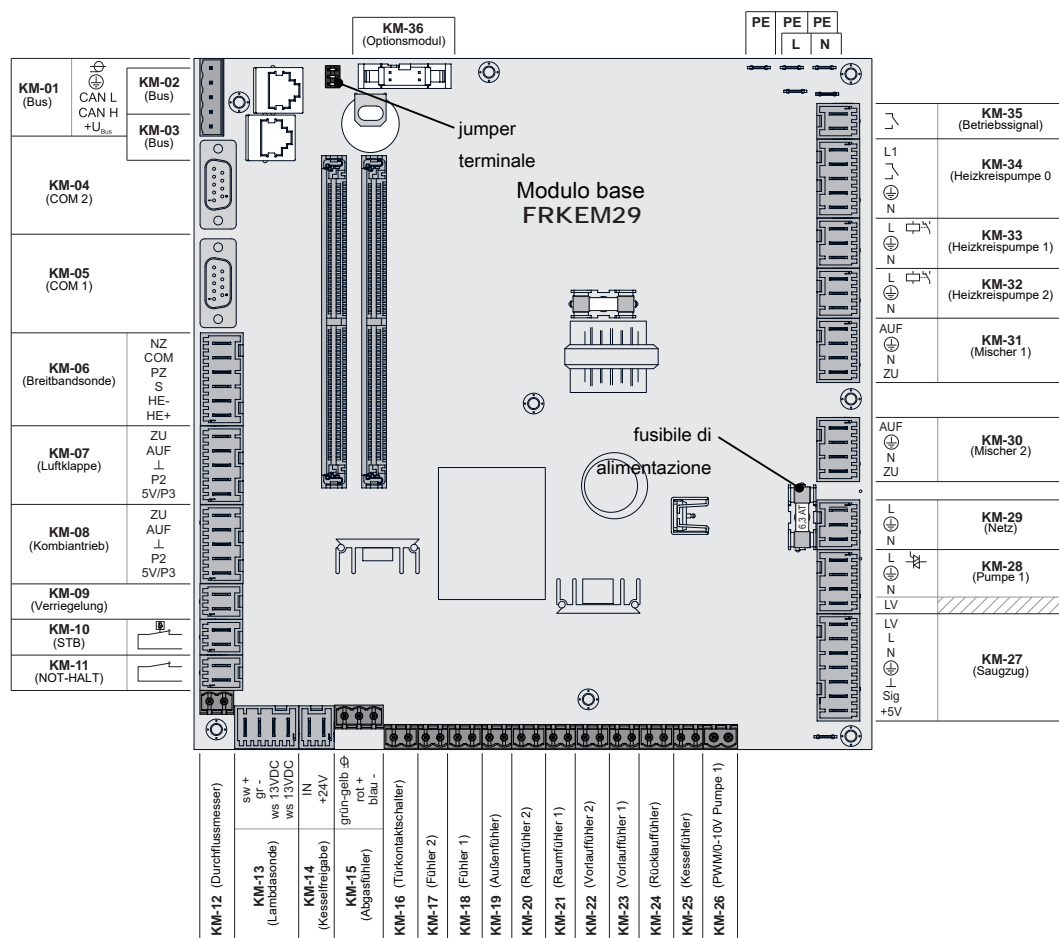 KM-36
(Optionsmodul)
PE PE PE
L N
KM-01
(Bus)
CAN L
CAN H
+U Bus
KM-02
(Bus)
KM-03
(Bus)
KM-04
(COM 2)
KM-05
(COM 1)
KM-06
(Breitbandsonde)
NZ
COM
PZ
S
HE-
HE+
KM-07
(Luftklappe)
ZU
AUF
⊥
P2
5V/P3
KM-08
(Kombiantrieb)
ZU
AUF
⊥
P2
5V/P3
KM-09
(Verriegelung)
KM-10
(STB)
KM-11
(NOT-HALT)
jumper
terminale
Modulo base
FRKEM29
fusibile di
alimentazione
6,3 AT
KM-35
(Betriebssignal)
L1
N
KM-34
(Heizkreispumpe 0
L
N
KM-33
(Heizkreispumpe 1)
L
N
KM-32
(Heizkreispumpe 2)
AUF
N
ZU
KM-31
(Mischer 1)
AUF
N
ZU
KM-30
(Mischer 2)
L
N
KM-29
(Netz)
L
N
LV
KM-28
(Pumpe 1)
LV
L
N
⊥
Sig
+5V
KM-27
(Saugzug)
KM-12 (Durchflussmesser)
sw +
gr -
ws 13VDC
ws 13VDC
KM-13
(Lambdasonde)
IN
+24V
KM-14
(Kesselfreigabe)
grün-gelb
rot +
blau -
KM-15
(Abgasfühler)
KM-16 (Türkontaktschalter)
KM-17 (Fühler 2)
KM-18 (Fühler 1)
KM-19 (Außenfühler)
KM-20 (Raumfühler 2)
KM-21 (Raumfühler 1)
KM-22 (Vorlauffühler 2)
KM-23 (Vorlauffühler 1)
KM-24 (Rücklauffühler)
KM-25 (Kesselfühler)
KM-26 (PWM/0-10V Pumpe 1)